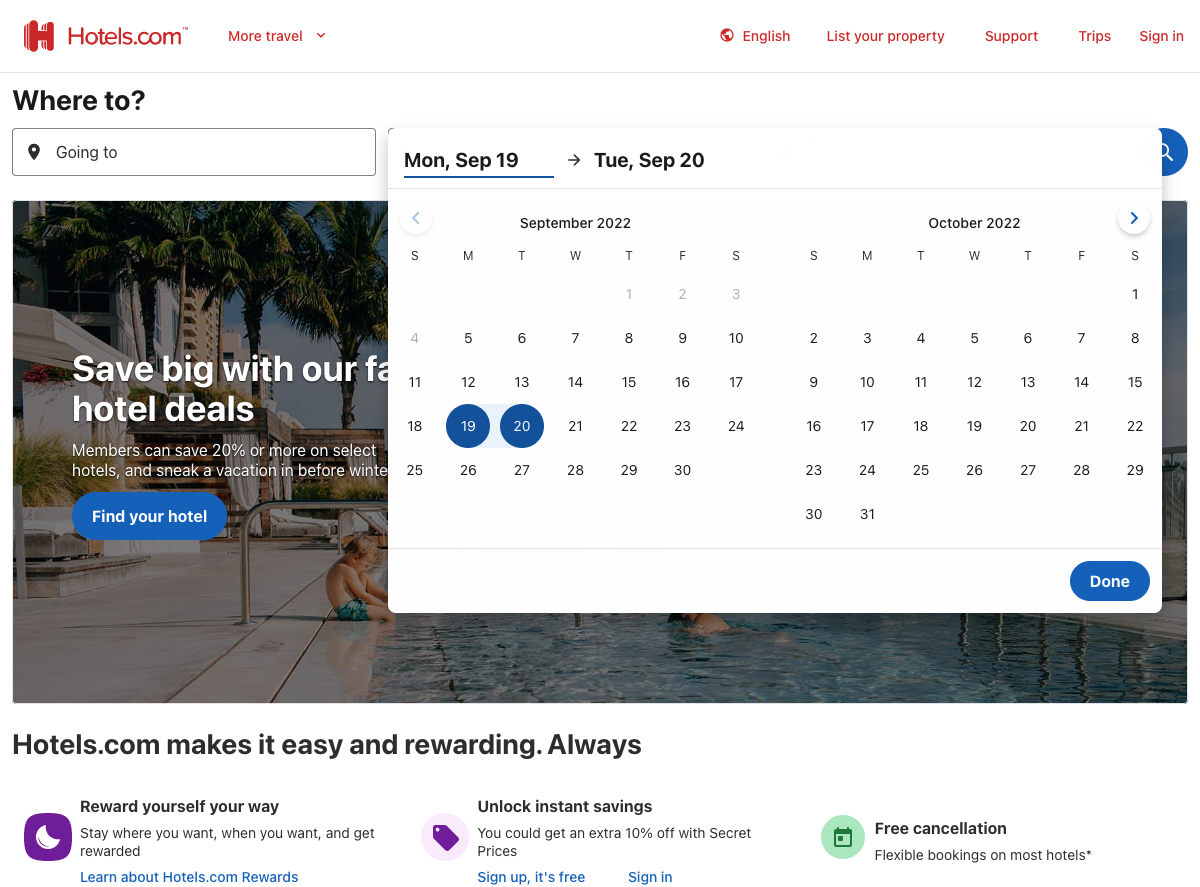 Hotels.com™
More travel
English
List your property
Support
Trips
Sign in
Where to?
Going to
Mon, Sep 19
Tue, Sep 20
September 2022
S M T W T F S
1 2 3
4 5 6 7 8 9 10
11 12 13 14 15 16 17
18 19 20 21 22 23 24
25 26 27 28 29 30
October 2022
S M T W T F S
1
2 3 4 5 6 7 8
9 10 11 12 13 14 15
16 17 18 19 20 21 22
23 24 25 26 27 28 29
30 31
Done
Save big with our fa
hotel deals
Members can save 20% or more on select
hotels, and sneak a vacation in before winte
Find your hotel
Hotels.com makes it easy and rewarding. Always
Reward yourself your way
Stay where you want, when you want, and get
rewarded
Learn about Hotels.com Rewards
Unlock instant savings
You could get an extra 10% off with Secret
Prices
Sign up, it's free
Sign in
Free cancellation
Flexible bookings on most hotels*